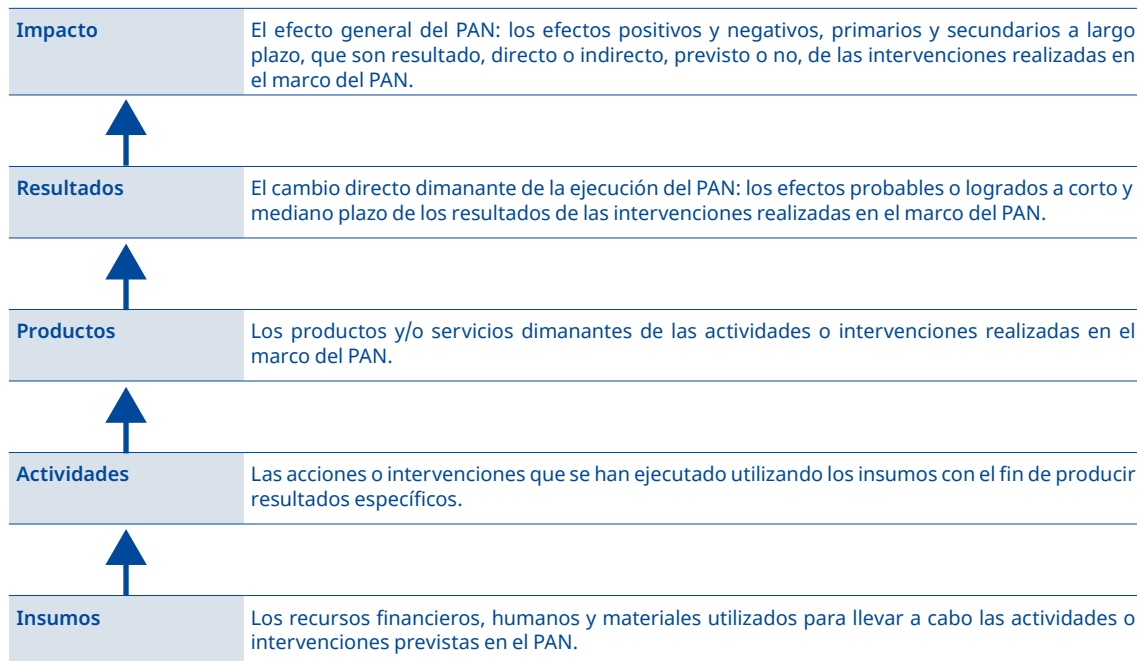 Impacto
El efecto general del PAN: los efectos positivos y negativos, primarios y secundarios a largo
plazo, que son resultado, directo o indirecto, previsto o no, de las intervenciones realizadas en
el marco del PAN.
Resultados
El cambio directo dimanante de la ejecución del PAN: los efectos probables o logrados a corto y
mediano plazo de los resultados de las intervenciones realizadas en el marco del PAN.
Productos
Los productos y/o servicios dimanantes de las actividades o intervenciones realizadas en el
marco del PAN.
Actividades
Las acciones o intervenciones que se han ejecutado utilizando los insumos con el fin de producir
resultados específicos.
Insumos
Los recursos financieros, humanos y materiales utilizados para llevar a cabo las actividades o
intervenciones previstas en el PAN.